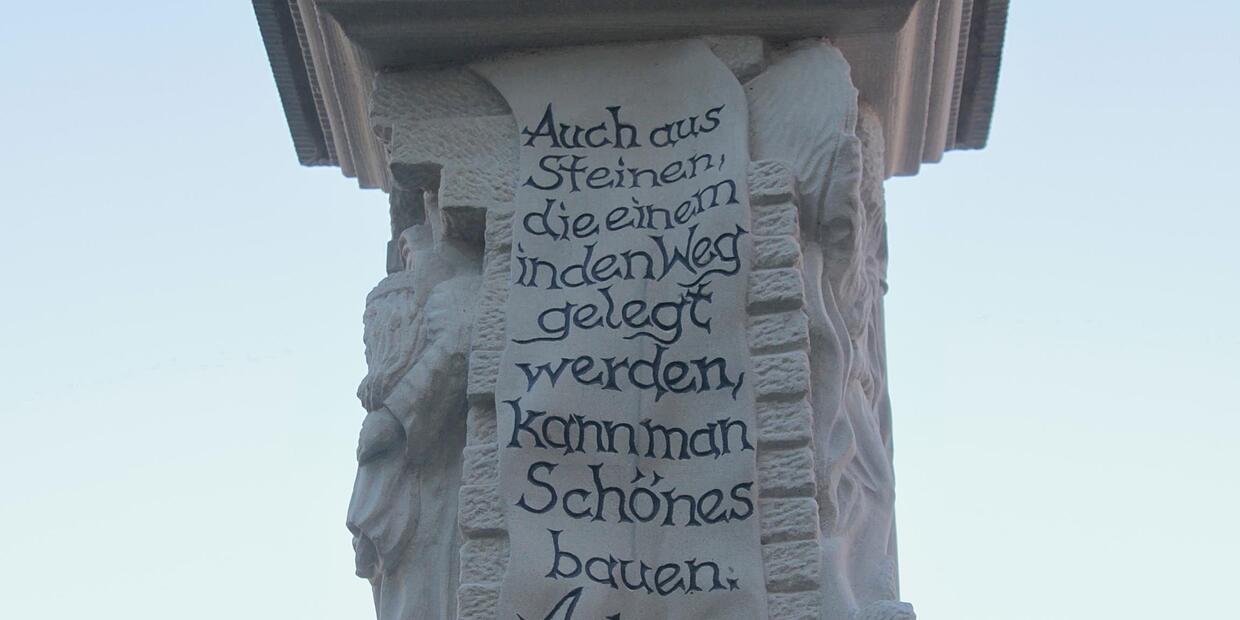 Auch aus
Steinen,
die einem
in den Weg
gelegt
werden,
kann man
Schönes
bauen.